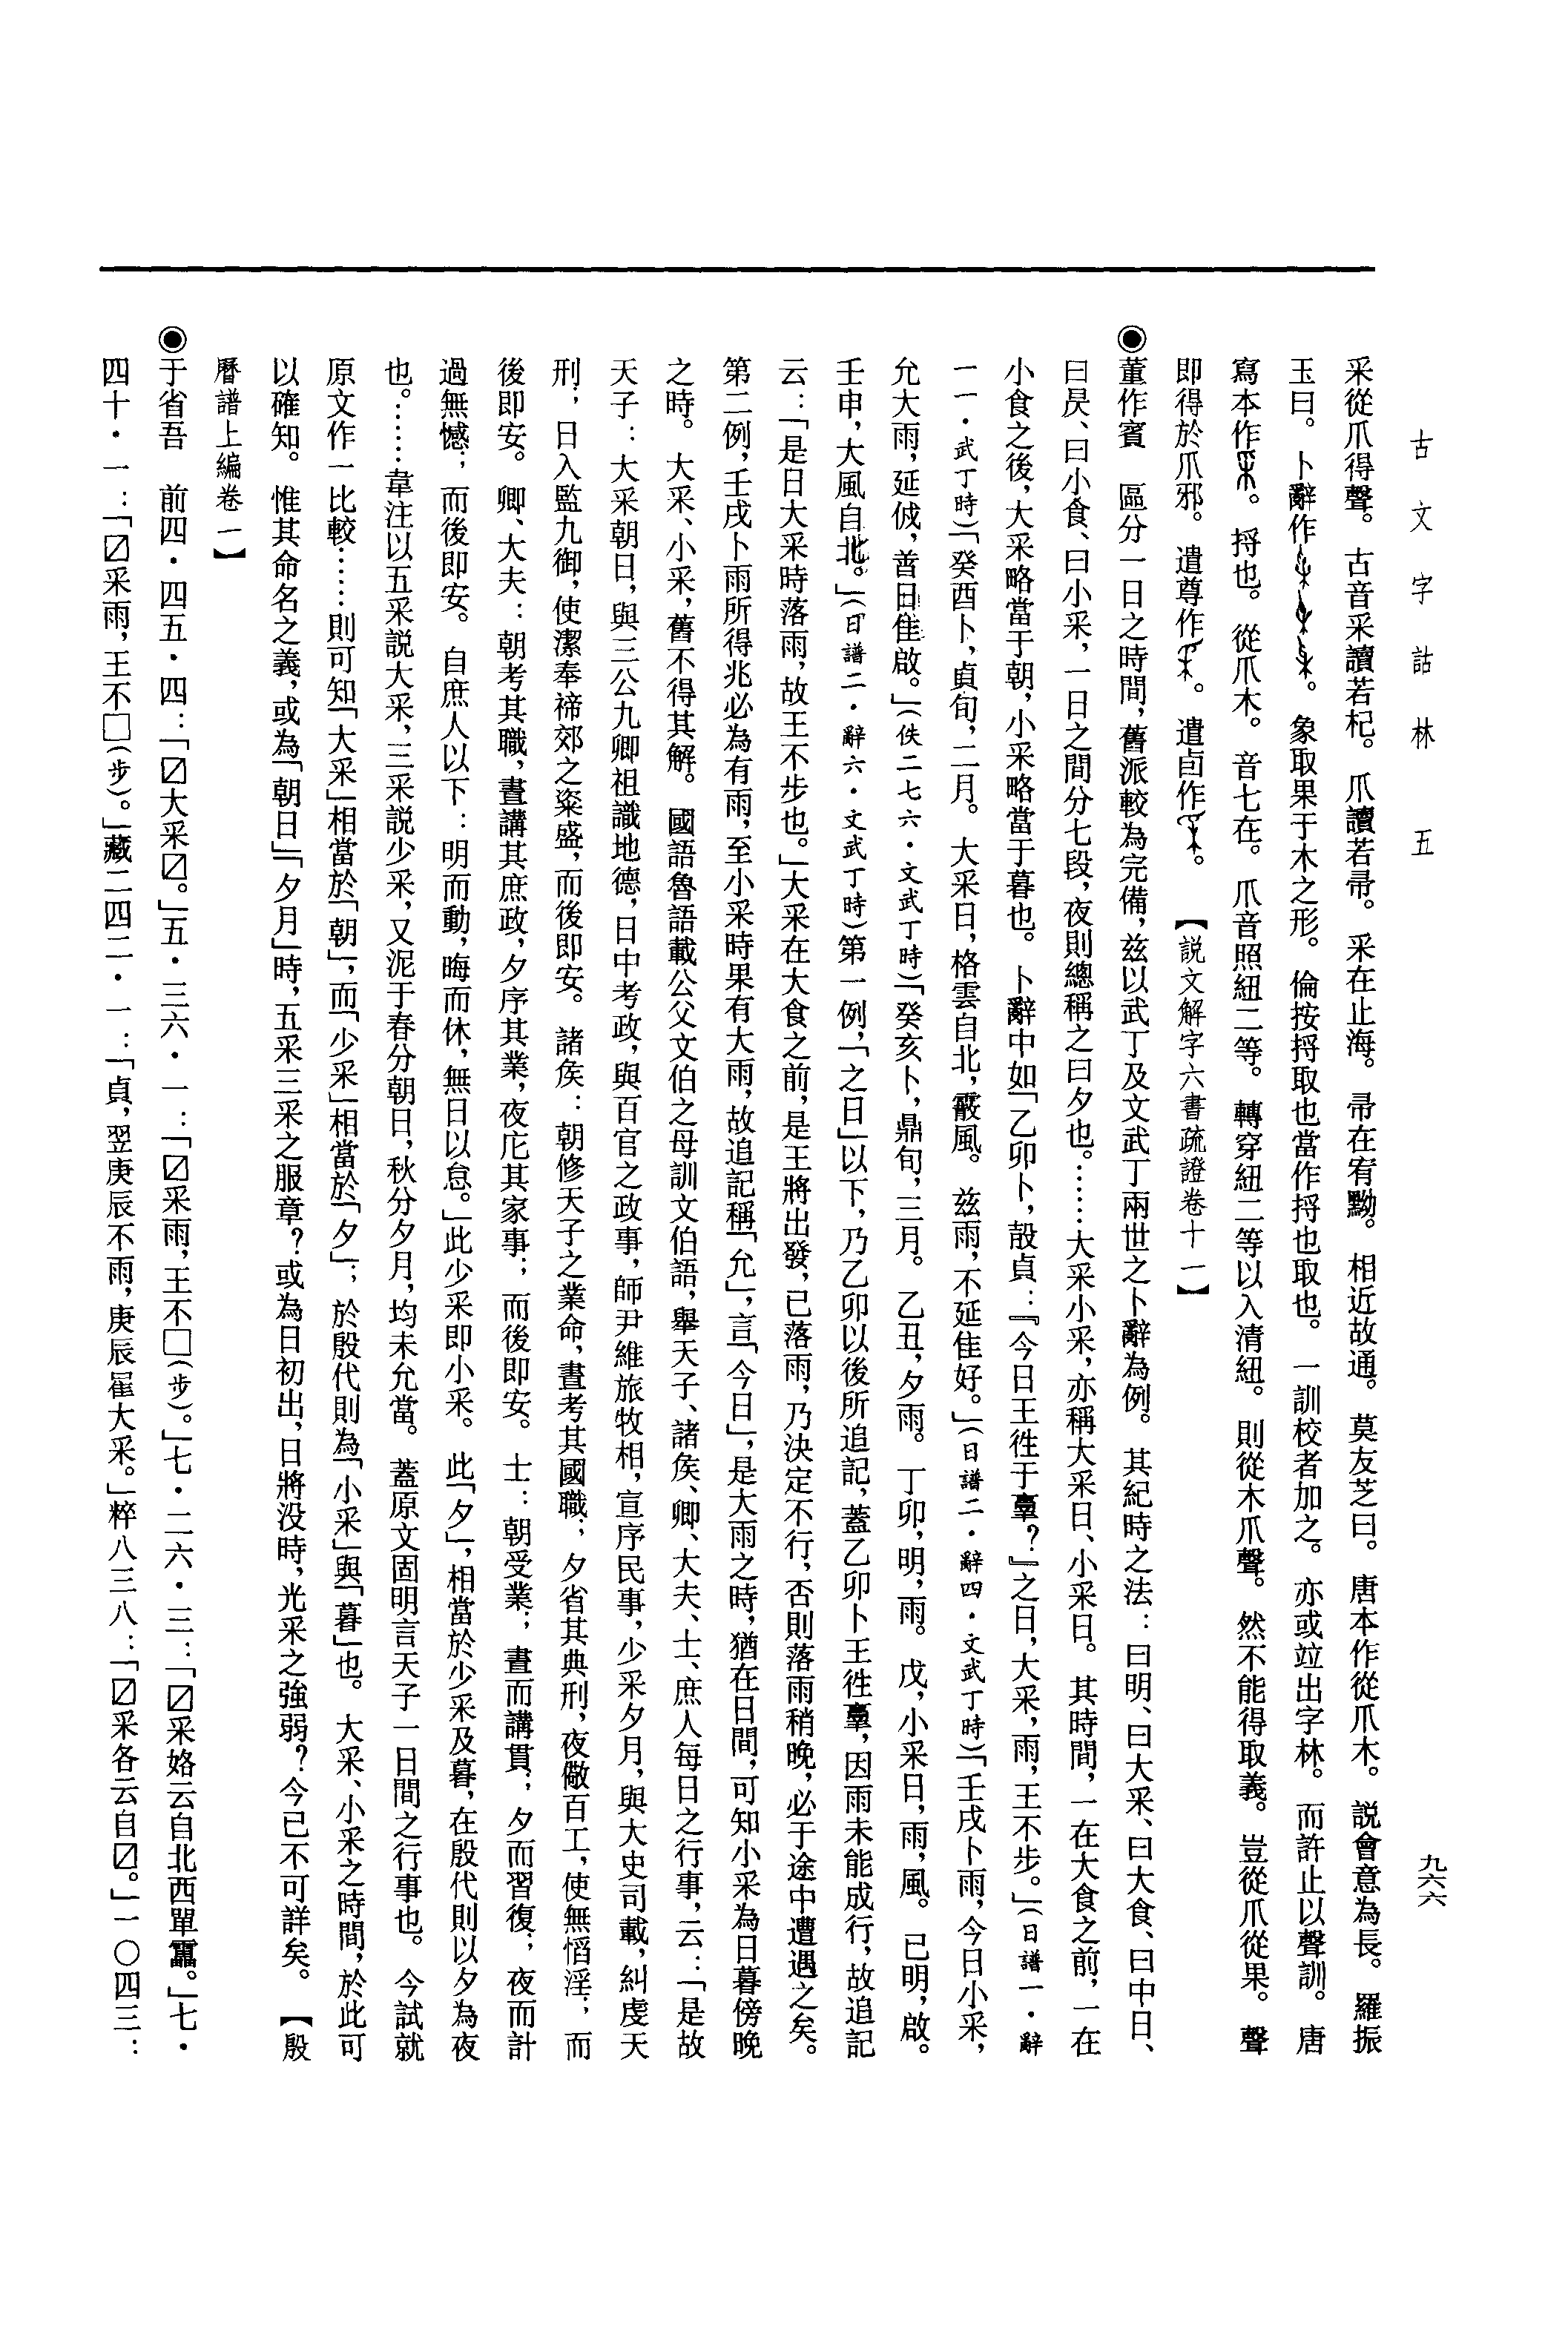 古文字詁林 五
九六六
采從爪得聲。古音采讀若杞。爪讀若帚。采在止海。帚在宥黝。相近故通。莫友芝曰。唐本作從爪木。説會意為長。羅振
玉曰。卜辭作。象取果于木之形。倫按捋取也當作捋也取也。一訓校者加之。亦或竝出字林。而許止以聲訓。唐
寫本作。捋也。從爪木。音七在。爪音照紐二等。轉穿紐二等以入清紐。則從木爪聲。然不能得取義。豈從爪從果。聲
即得於爪邪。遣尊作。遣卣作。【説文解字六書疏證卷十一】
◉董作賓 區分一日之時間，舊派較為完備，兹以武丁及文武丁兩世之卜辭為例。其紀時之法：曰明、曰大采、曰大食、曰中日、
曰昃、曰小食、曰小采，一日之間分七段，夜則總稱之曰夕也。……大采小采，亦稱大采日、小采日。其時間，一在大食之前，一在
小食之後，大采略當于朝，小采略當于暮也。卜辭中如「乙卯卜，㱿貞：『今日王徃于𦎫？』之日，大采，雨，王不步。」（日譜一·辭
一一·武丁時）「癸酉卜，貞旬，二月。大采日，格雲自北，霰風。兹雨，不延隹好。」（日譜二·辭四·文武丁時）「壬戌卜雨，今日小采，
允大雨，延伐，晋日隹啟。」（佚二七六·文武丁時）「癸亥卜，鼎旬，三月。乙丑，夕雨。丁卯，明，雨。戊，小采日，雨，風。已明，啟。
壬申，大風自北。」（日譜二·辭六·文武丁時）第一例，「之日」以下，乃乙卯以後所追記，蓋乙卯卜王徃𦎫，因雨未能成行，故追記
云：「是日大采時落雨，故王不步也。」大采在大食之前，是王將出發，已落雨，乃決定不行，否則落雨稍晚，必于途中遭遇之矣。
第二例，壬戌卜雨所得兆必為有雨，至小采時果有大雨，故追記稱「允」，言「今日」，是大雨之時，猶在日間，可知小采為日暮傍晚
之時。大采、小采，舊不得其解。國語魯語載公父文伯之母訓文伯語，舉天子、諸矦、卿、大夫、士、庶人每日之行事，云：「是故
天子：大采朝日，與三公九卿祖識地德，日中考政，與百官之政事，師尹維旅牧相，宣序民事，少采夕月，與大史司載，糾虔天
刑；日入監九御，使潔奉禘郊之粢盛，而後即安。諸矦：朝修天子之業命，晝考其國職；夕省其典刑，夜儆百工，使無慆淫；而
後即安。卿、大夫：朝考其職，晝講其庶政，夕序其業，夜庀其家事；而後即安。士：朝受業；晝而講貫；夕而習復；夜而計
過無憾；而後即安。自庶人以下：明而動，晦而休，無日以怠。」此少采即小采。此「夕」，相當於少采及暮，在殷代則以夕為夜
也。……韋注以五采説大采，三采説少采，又泥于春分朝日，秋分夕月，均未允當。蓋原文固明言天子一日間之行事也。今試就
原文作一比較……則可知「大采」相當於「朝」，而「少采」相當於「夕」；於殷代則為「小采」與「暮」也。大采、小采之時間，於此可
以確知。惟其命名之義，或為「朝日」「夕月」時，五采三采之服章？或為日初出，日將没時，光采之強弱？今已不可詳矣。【殷
曆譜上編卷一】
◉于省吾 前四·四五·四：「〼大采〼。」五·三六·一：「〼采雨，王不□（步）。」七·二六·三：「〼采烙云自北西單雷。」七·
四十·一：「〼采雨，王不□（步）。」藏二四二·一：「貞，翌庚辰不雨，庚辰雇大采。」粹八三八：「〼采各云自〼。」一一〇四三：